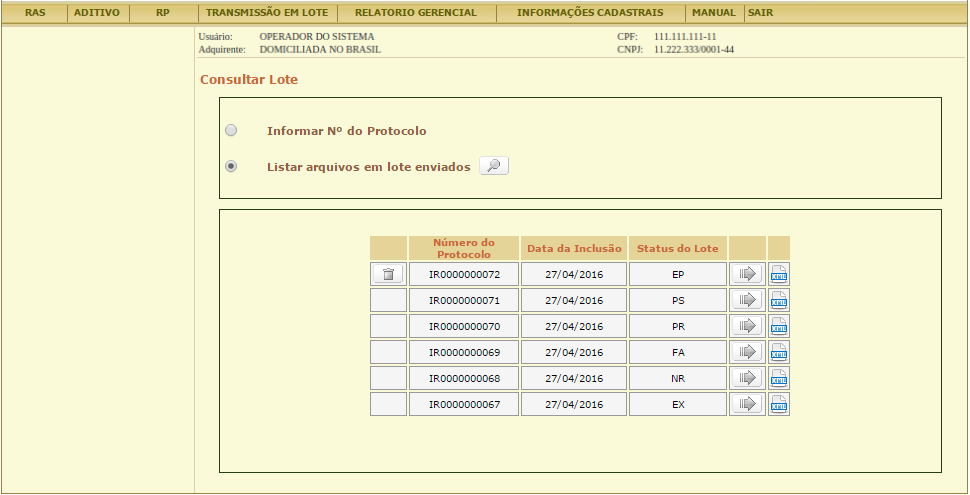 RAS ADITIVO RP TRANSMISSÃO EM LOTE RELATORIO GERENCIAL INFORMAÇÕES CADASTRAIS MANUAL SAIR
Usuário: OPERADOR DO SISTEMA CPF: 111.111.111-11
Adquirente: DOMICILIADA NO BRASIL CNPJ: 11.222.333/0001-44
Consultar Lote
Informar Nº do Protocolo
Listar arquivos em lote enviados
Número do
Protocolo Data da Inclusão Status do Lote
IR0000000072 27/04/2016 EP XML
IR0000000071 27/04/2016 PS XML
IR0000000070 27/04/2016 PR XML
IR0000000069 27/04/2016 FA XML
IR0000000068 27/04/2016 NR XML
IR0000000067 27/04/2016 EX XML